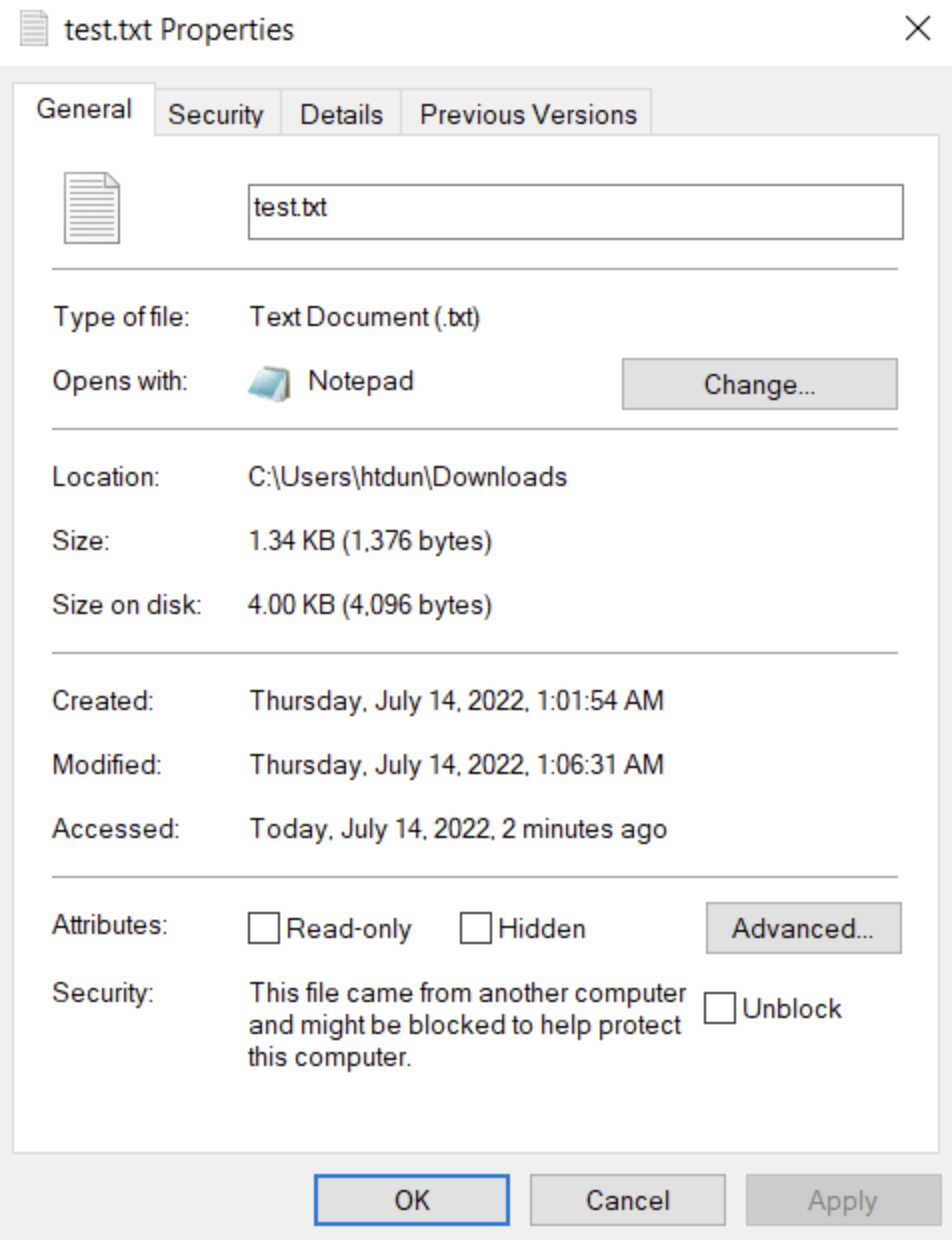 test.txt Properties
General Security Details Previous Versions
test.txt
Type of file: Text Document (.txt)
Opens with: Notepad Change...
Location: C:\Users\htdun\Downloads
Size: 1.34 KB (1,376 bytes)
Size on disk: 4.00 KB (4,096 bytes)
Created: Thursday, July 14, 2022, 1:01:54 AM
Modified: Thursday, July 14, 2022, 1:06:31 AM
Accessed: Today, July 14, 2022, 2 minutes ago
Attributes: Read-only Hidden Advanced...
Security: This file came from another computer
and might be blocked to help protect Unblock
this computer.
OK Cancel Apply